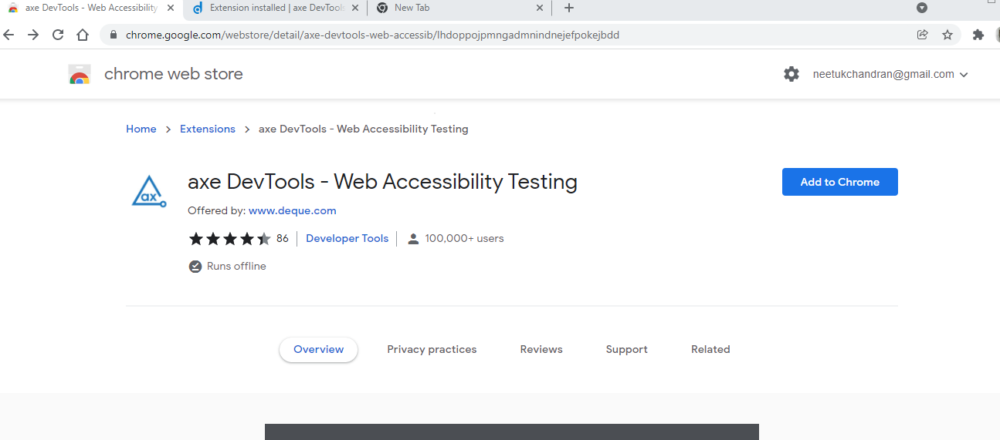 axe DevTools - Web Accessibility
Extension installed | axe DevTools
New Tab
chrome.google.com/webstore/detail/axe-devtools-web-accessib/lhdoppojpmngadmnindnejefpokejbdd
chrome web store
neetukchandran@gmail.com
Home > Extensions > axe DevTools - Web Accessibility Testing
axe DevTools - Web Accessibility Testing
Add to Chrome
ax
Offered by: www.deque.com
86 | Developer Tools | 100,000+ users
Runs offline
Overview
Privacy practices
Reviews
Support
Related